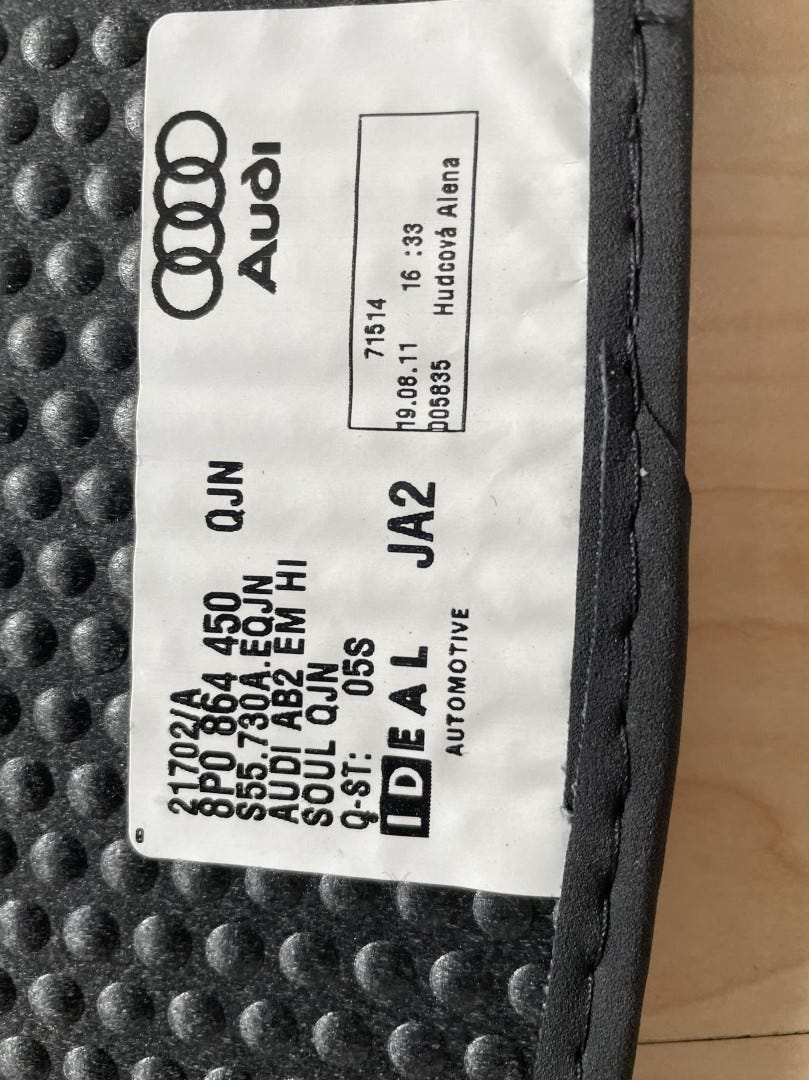 Audi
21702/A
8P0 864 450 QJN
S55.730A.EQJN
AUDI AB2 EM HI
SOUL QJN
Q-ST: 05S
IDEAL
AUTOMOTIVE
JA2
71514
19.08.11 16 :33
005835 Hudcová Alena